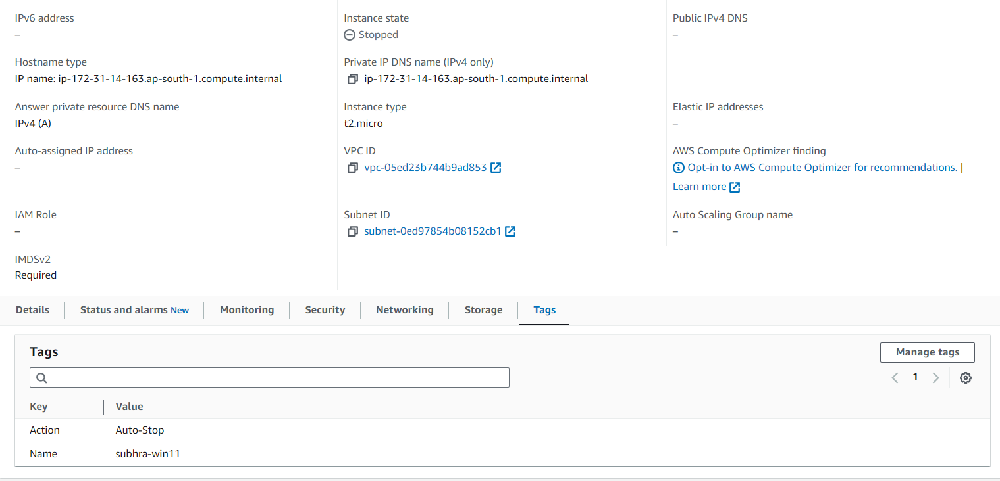 IPv6 address
–
Instance state
Stopped
Public IPv4 DNS
–
Hostname type
IP name: ip-172-31-14-163.ap-south-1.compute.internal
Private IP DNS name (IPv4 only)
ip-172-31-14-163.ap-south-1.compute.internal
Answer private resource DNS name
IPv4 (A)
Instance type
t2.micro
Elastic IP addresses
–
Auto-assigned IP address
–
VPC ID
vpc-05ed23b744b9ad853
AWS Compute Optimizer finding
Opt-in to AWS Compute Optimizer for recommendations. |
Learn more
IAM Role
–
Subnet ID
subnet-0ed97854b08152cb1
Auto Scaling Group name
–
IMDSv2
Required
Details Status and alarms New Monitoring Security Networking Storage Tags
Tags
Manage tags
1
Key Value
Action Auto-Stop
Name subhra-win11